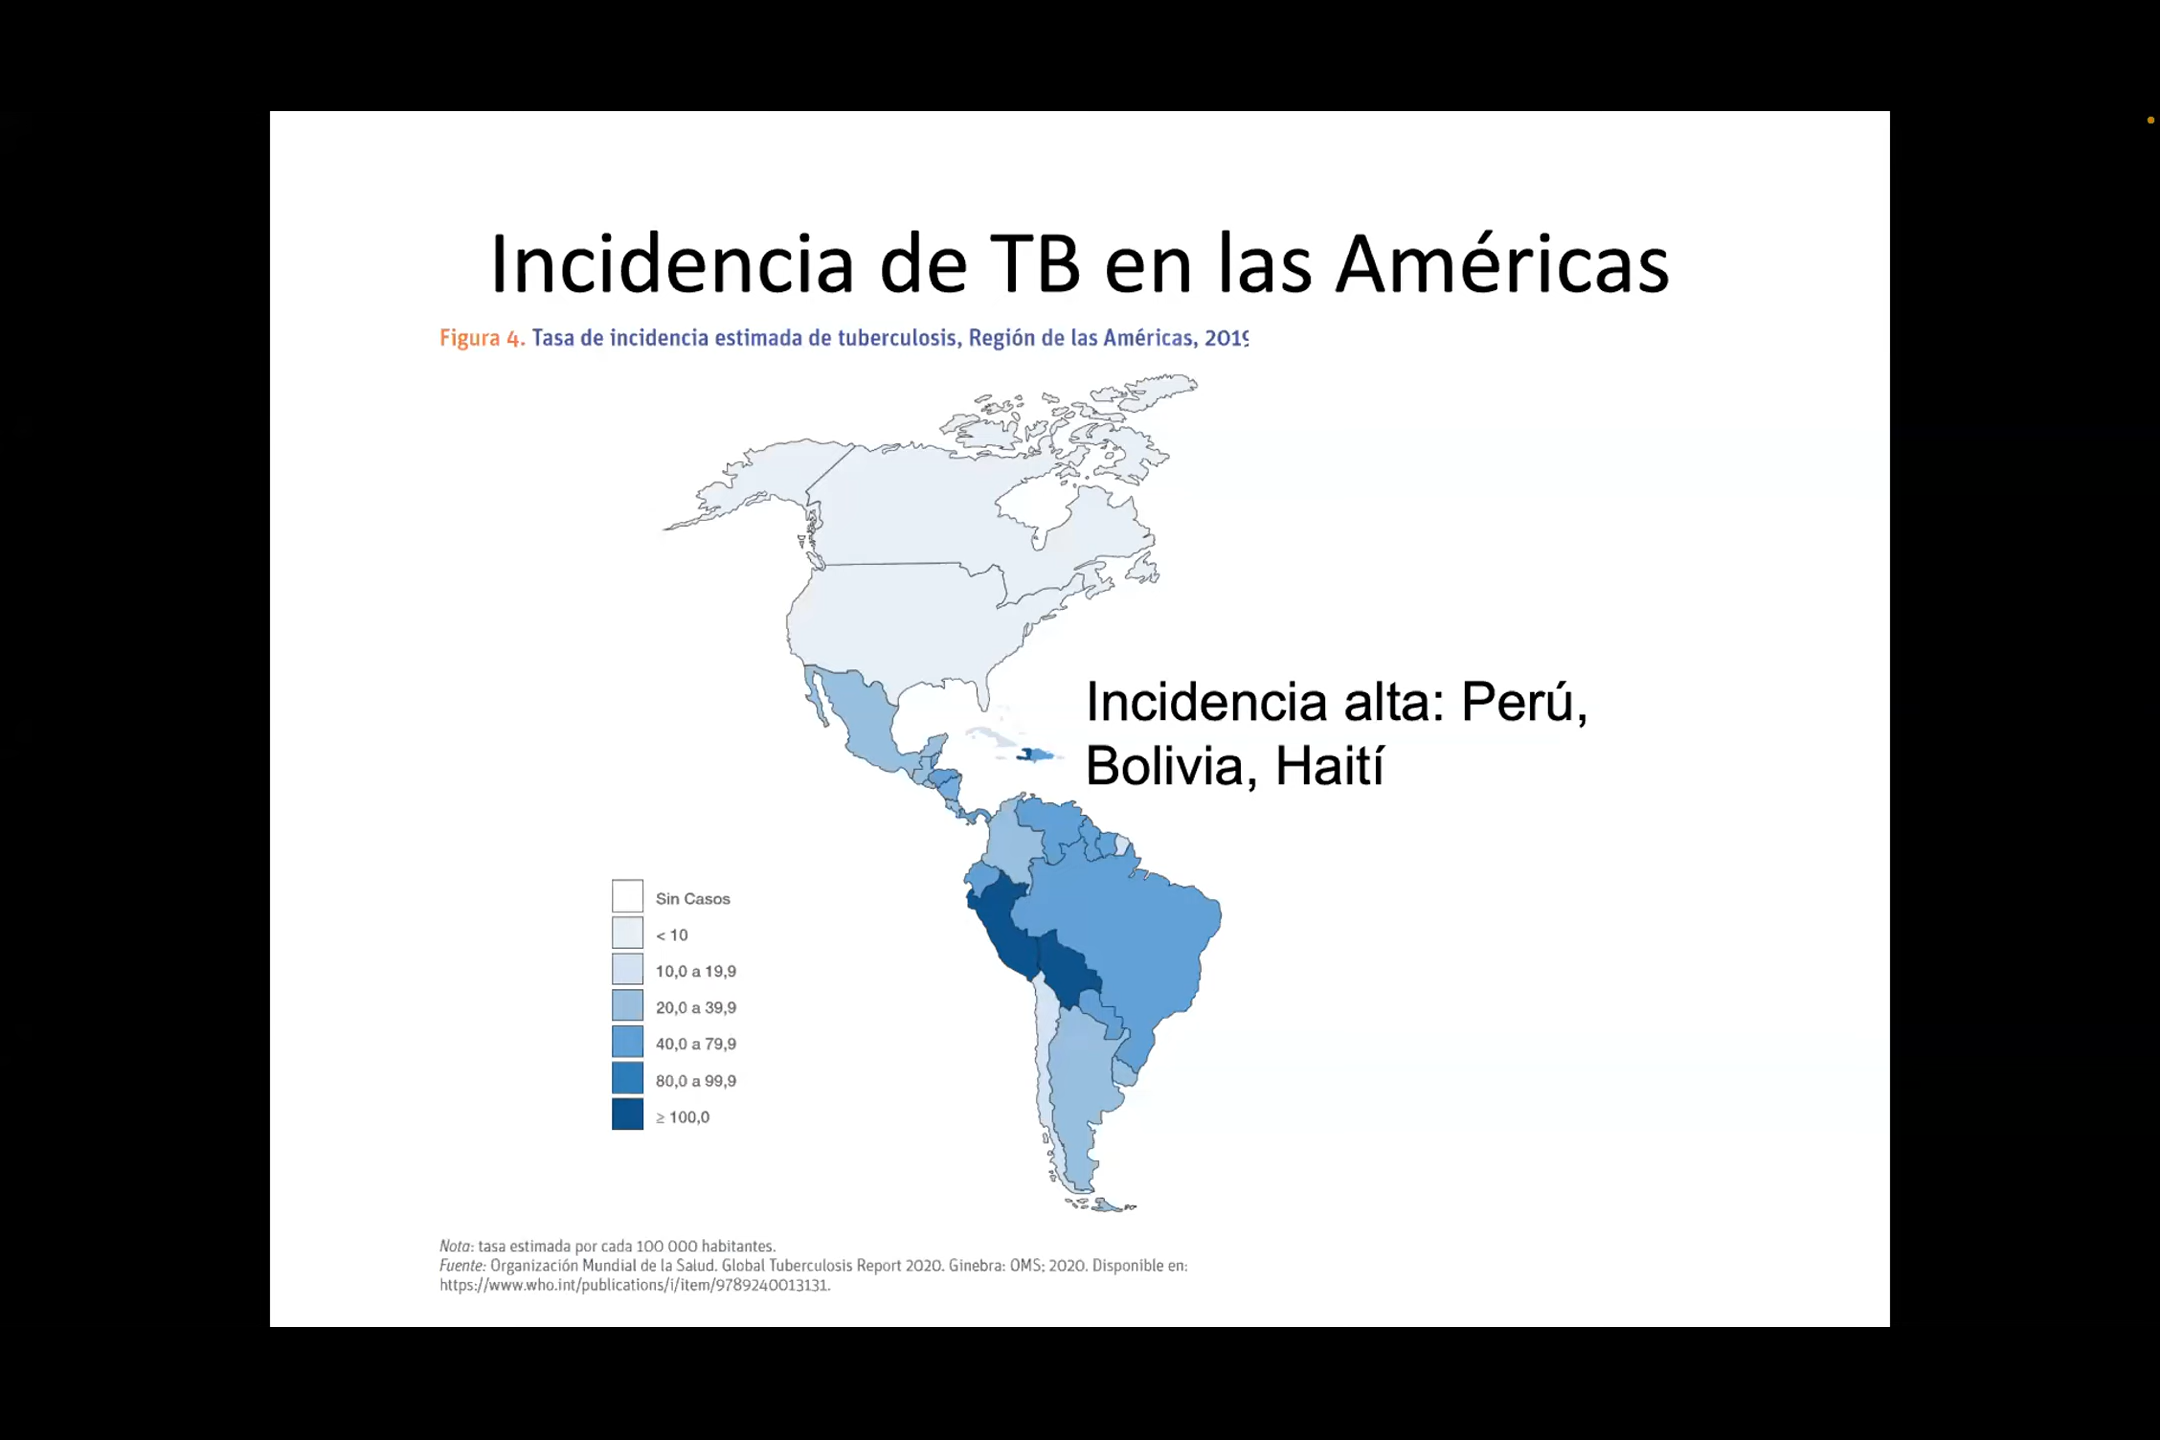 Incidencia de TB en las Américas
Figura 4. Tasa de incidencia estimada de tuberculosis, Región de las Américas, 2019
Incidencia alta: Perú,
Bolivia, Haití
Sin Casos
< 10
10,0 a 19,9
20,0 a 39,9
40,0 a 79,9
80,0 a 99,9
≥ 100,0
Nota: tasa estimada por cada 100 000 habitantes.
Fuente: Organización Mundial de la Salud. Global Tuberculosis Report 2020. Ginebra: OMS; 2020. Disponible en:
https://www.who.int/publications/i/item/9789240013131.